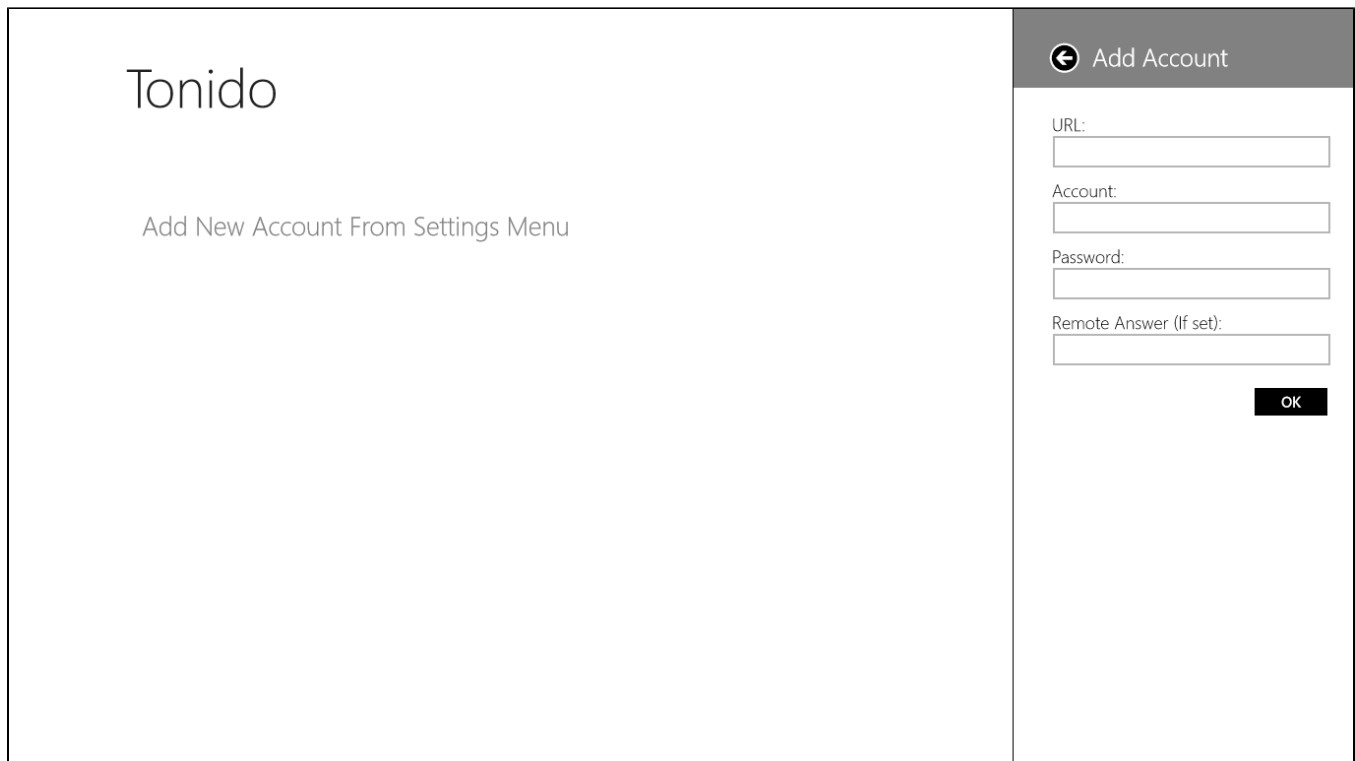 Tonido
Add New Account From Settings Menu
Add Account
URL:
Account:
Password:
Remote Answer (If set):
OK